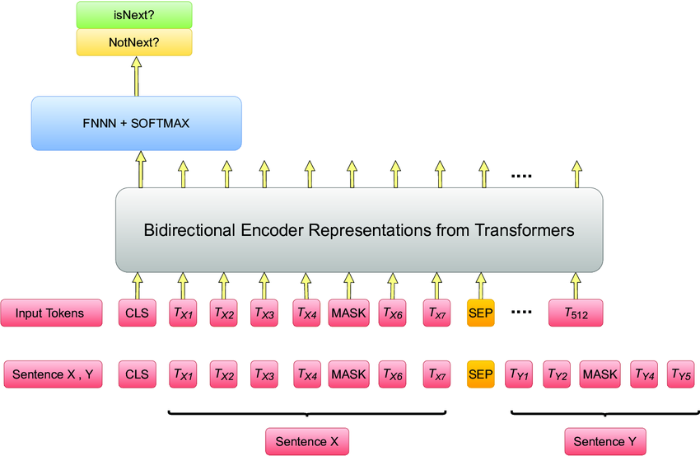 isNext?
NotNext?
FNNN + SOFTMAX
....
Bidirectional Encoder Representations from Transformers
Input Tokens CLS TX1 TX2 TX3 TX4 MASK TX6 TX7 SEP .... T512
Sentence X , Y CLS TX1 TX2 TX3 TX4 MASK TX6 TX7 SEP TY1 TY2 MASK TY4 TY5
Sentence X Sentence Y